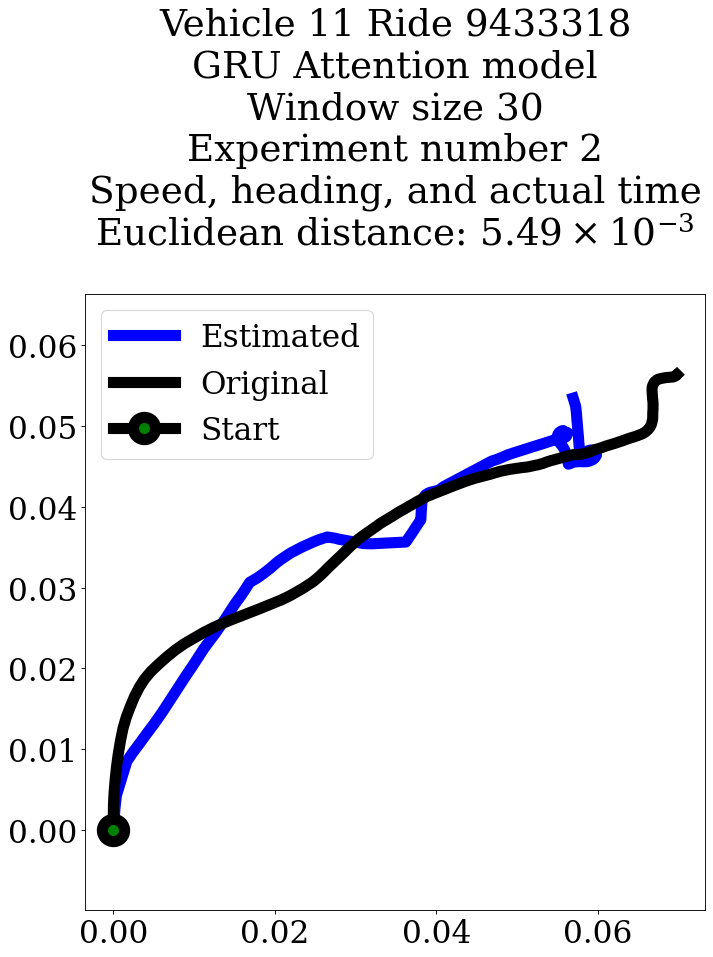 Vehicle 11 Ride 9433318
GRU Attention model
Window size 30
Experiment number 2
Speed, heading, and actual time
Euclidean distance: 5.49 × 10⁻³
Estimated
Original
Start
0.06
0.05
0.04
0.03
0.02
0.01
0.00
0.00 0.02 0.04 0.06